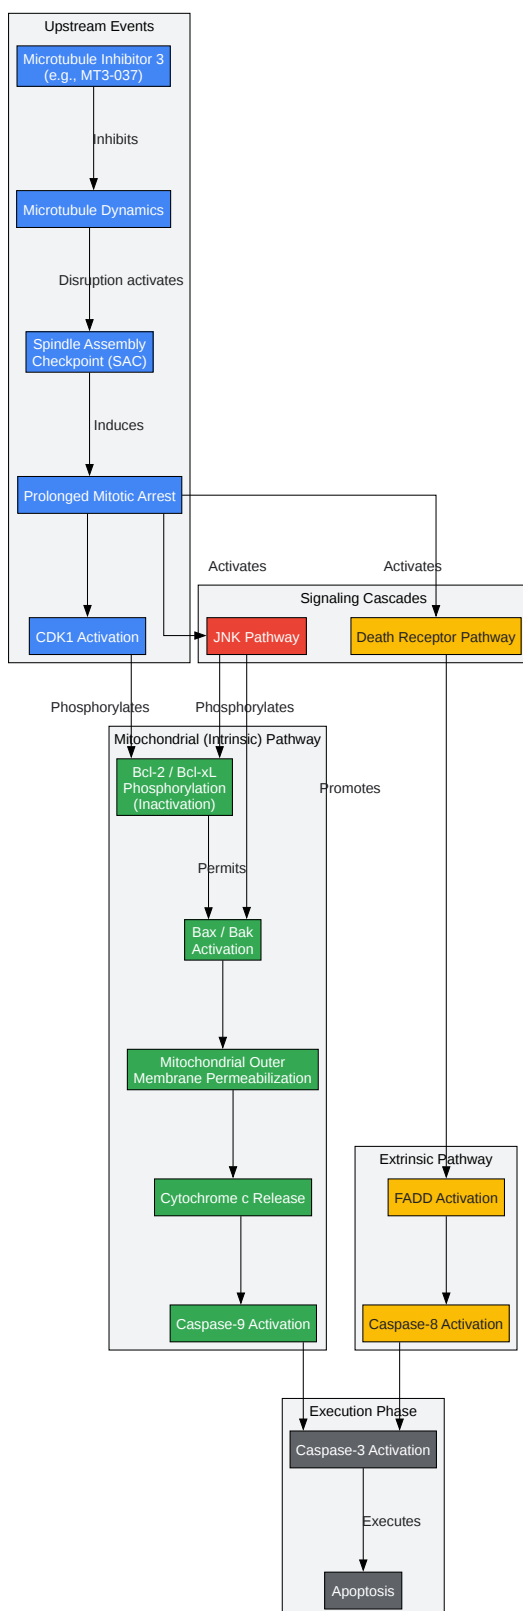 Upstream Events
Microtubule Inhibitor 3
(e.g., MT3-037)
Inhibits
Microtubule Dynamics
Disruption activates
Spindle Assembly
Checkpoint (SAC)
Induces
Prolonged Mitotic Arrest
Activates
Activates
Signaling Cascades
CDK1 Activation
JNK Pathway
Death Receptor Pathway
Phosphorylates
Phosphorylates
Mitochondrial (Intrinsic) Pathway
Bcl-2 / Bcl-xL
Phosphorylation
(Inactivation)
Promotes
Permits
Bax / Bak
Activation
Mitochondrial Outer
Membrane Permeabilization
Extrinsic Pathway
Cytochrome c Release
FADD Activation
Caspase-9 Activation
Caspase-8 Activation
Execution Phase
Caspase-3 Activation
Executes
Apoptosis